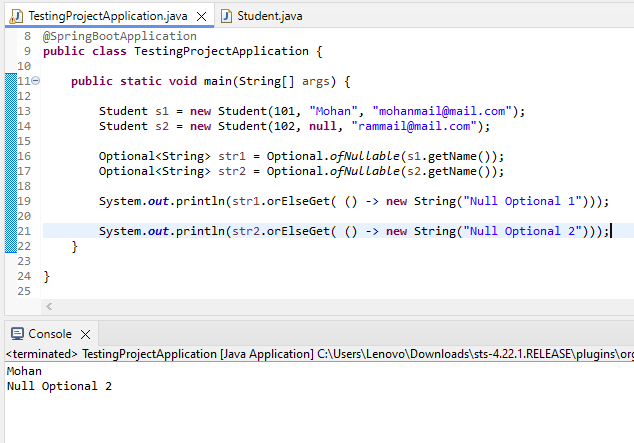 TestingProjectApplication.java Student.java
8 @SpringBootApplication
9 public class TestingProjectApplication {
10
11 public static void main(String[] args) {
12
13 Student s1 = new Student(101, "Mohan", "mohanmail@mail.com");
14 Student s2 = new Student(102, null, "rammail@mail.com");
15
16 Optional<String> str1 = Optional.ofNullable(s1.getName());
17 Optional<String> str2 = Optional.ofNullable(s2.getName());
18
19 System.out.println(str1.orElseGet( () -> new String("Null Optional 1")));
20
21 System.out.println(str2.orElseGet( () -> new String("Null Optional 2")));
22 }
23
24 }
25
Console
<terminated> TestingProjectApplication [Java Application] C:\Users\Lenovo\Downloads\sts-4.22.1.RELEASE\plugins\org
Mohan
Null Optional 2